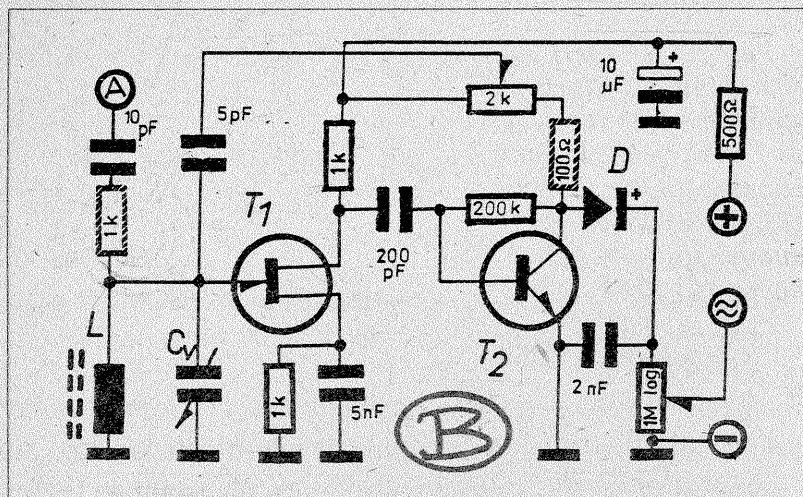 A
10 pF
1k
5pF
L
Cv
T1
1k
5nF
1k
200 pF
2k
200k
100Ω
T2
D
+
2nF
10 µF
+
500Ω
+
≈
1M log
−
B